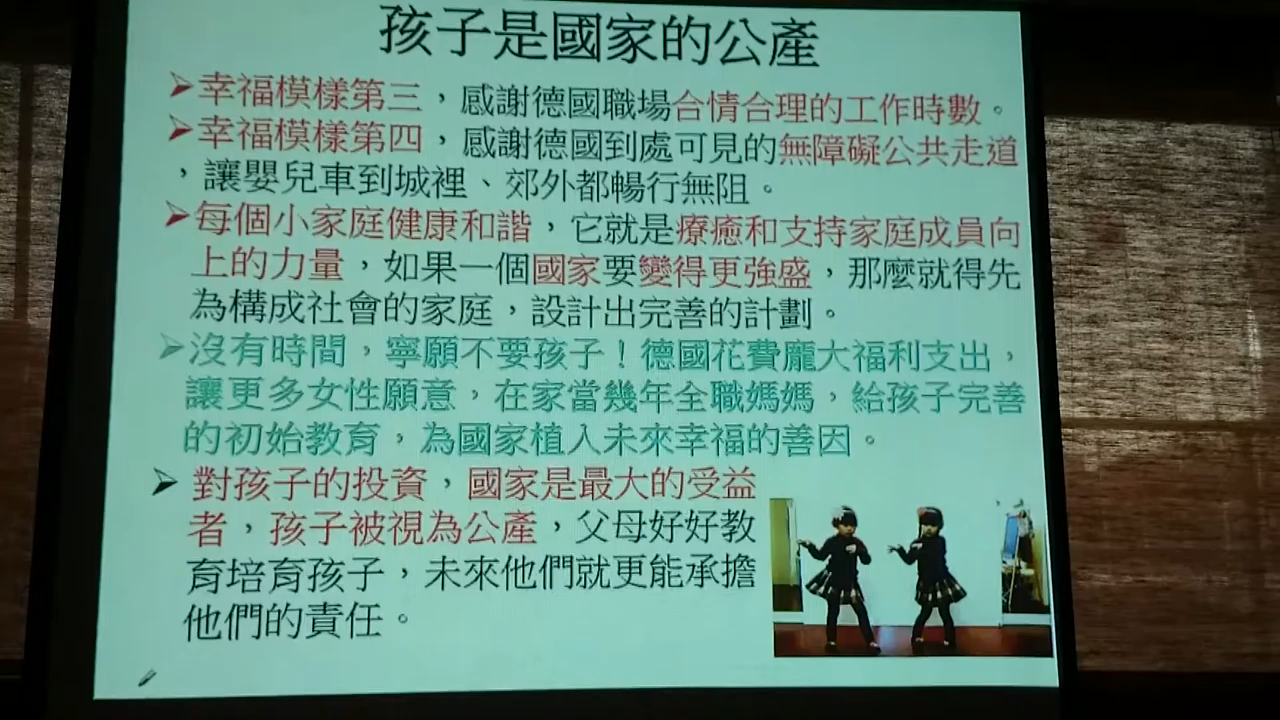 孩子是國家的公產
➢幸福模樣第三，感謝德國職場合情合理的工作時數。
➢幸福模樣第四，感謝德國到處可見的無障礙公共走道
，讓嬰兒車到城裡、郊外都暢行無阻。
➢每個小家庭健康和諧，它就是療癒和支持家庭成員向
上的力量，如果一個國家要變得更強盛，那麼就得先
為構成社會的家庭，設計出完善的計劃。
➢沒有時間，寧願不要孩子！德國花費龐大福利支出，
讓更多女性願意，在家當幾年全職媽媽，給孩子完善
的初始教育，為國家植入未來幸福的善因。
➢對孩子的投資，國家是最大的受益
者，孩子被視為公產，父母好好教
育培育孩子，未來他們就更能承擔
他們的責任。